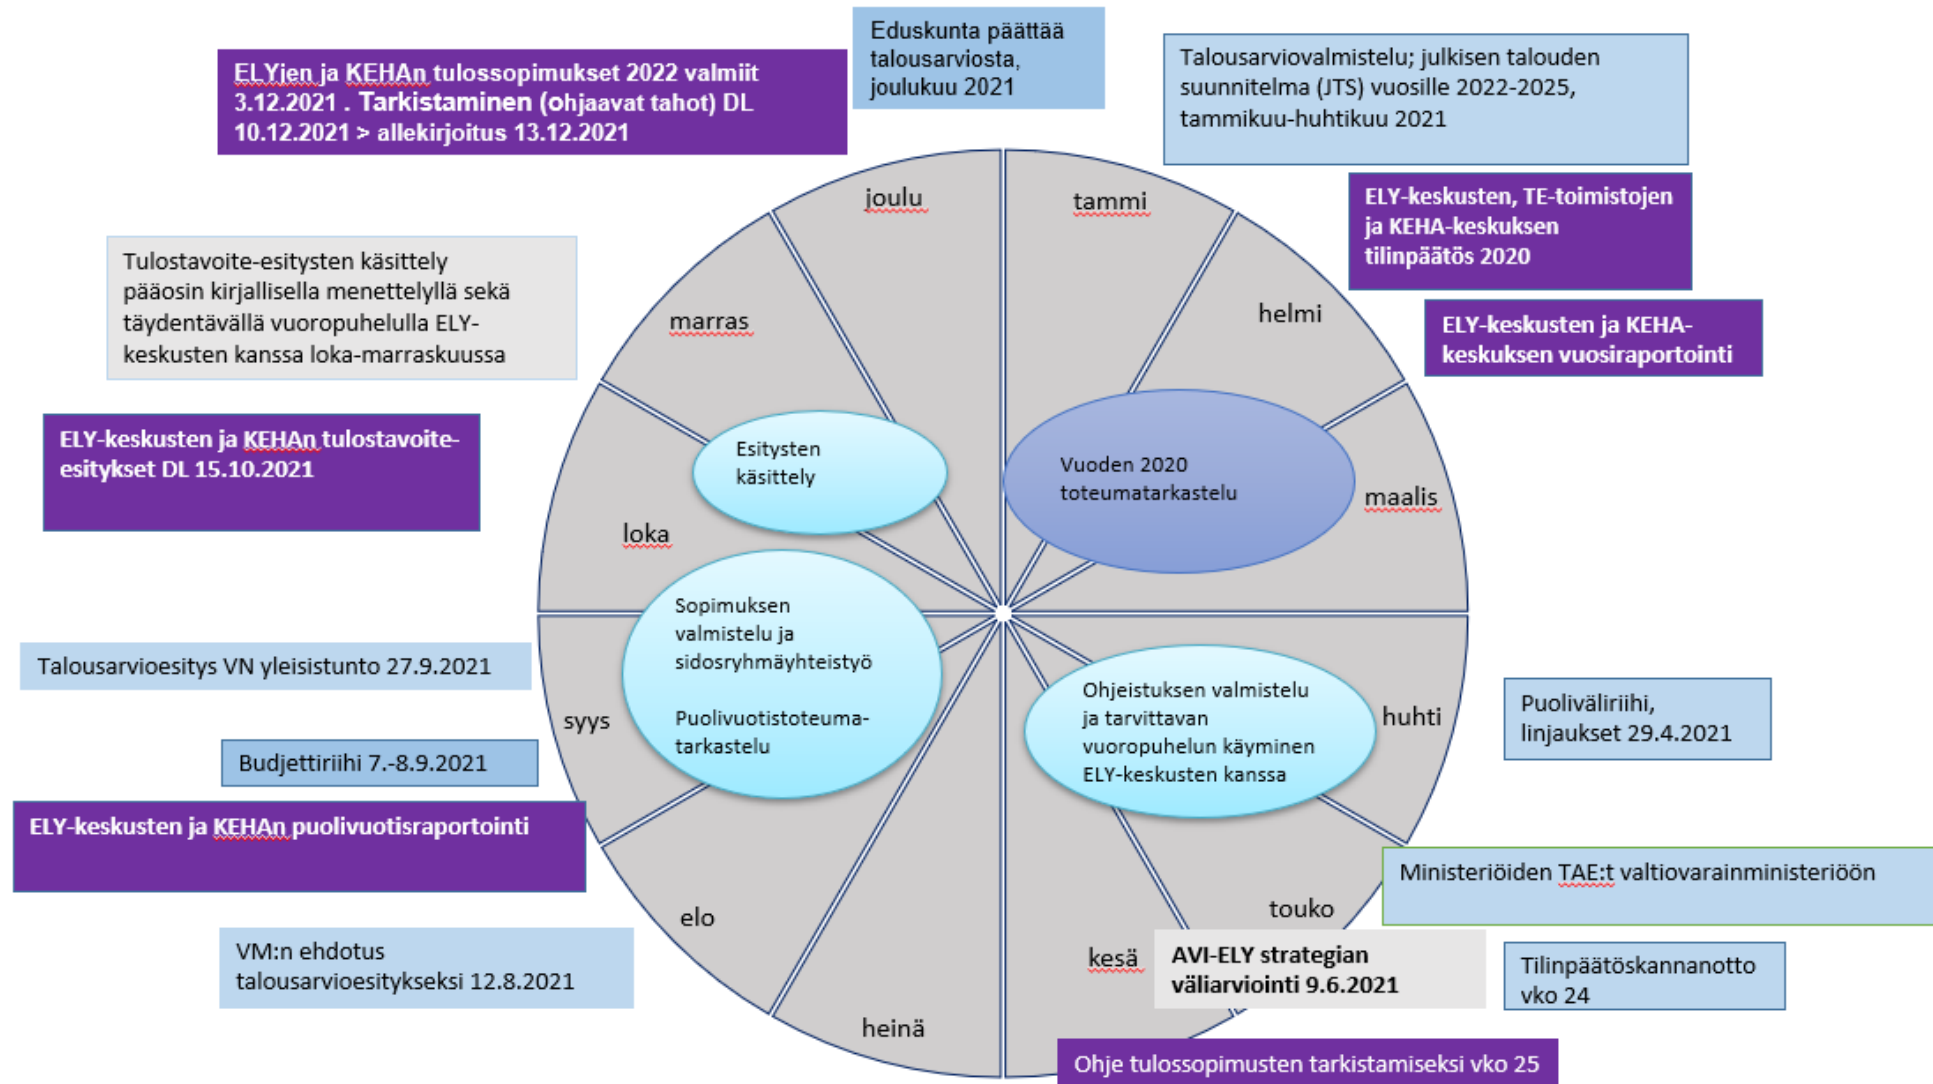 Eduskunta päättää
talousarviosta,
joulukuu 2021
ELYjen ja KEHAn tulossopimukset 2022 valmiit
3.12.2021 . Tarkistaminen (ohjaavat tahot) DL
10.12.2021 > allekirjoitus 13.12.2021
Talousarviovalmistelu; julkisen talouden
suunnitelma (JTS) vuosille 2022-2025,
tammikuu-huhtikuu 2021
ELY-keskusten, TE-toimistojen
ja KEHA-keskuksen
tilinpäätös 2020
ELY-keskusten ja KEHA-
keskuksen vuosiraportointi
joulu
tammi
helmi
marras
maalis
loka
Tulostavoite-esitysten käsittely
pääosin kirjallisella menettelyllä sekä
täydentävällä vuoropuhelulla ELY-
keskusten kanssa loka-marraskuussa
ELY-keskusten ja KEHAn tulostavoite-
esitykset DL 15.10.2021
Esitysten
käsittely
Vuoden 2020
toteumatarkastelu
Sopimuksen
valmistelu ja
sidosryhmäyhteistyö
Puolivuotistoteuma-
tarkastelu
Ohjeistuksen valmistelu
ja tarvittavan
vuoropuhelun käyminen
ELY-keskusten kanssa
Talousarvioesitys VN yleisistunto 27.9.2021
syys
huhti
Puoliväliriihi,
linjaukset 29.4.2021
Budjettiriihi 7.-8.9.2021
ELY-keskusten ja KEHAn puolivuotisraportointi
Ministeriöiden TAE:t valtiovarainministeriöön
elo
touko
VM:n ehdotus
talousarvioesitykseksi 12.8.2021
kesä
AVI-ELY strategian
väliarviointi 9.6.2021
Tilinpäätöskannanotto
vko 24
heinä
Ohje tulossopimusten tarkistamiseksi vko 25